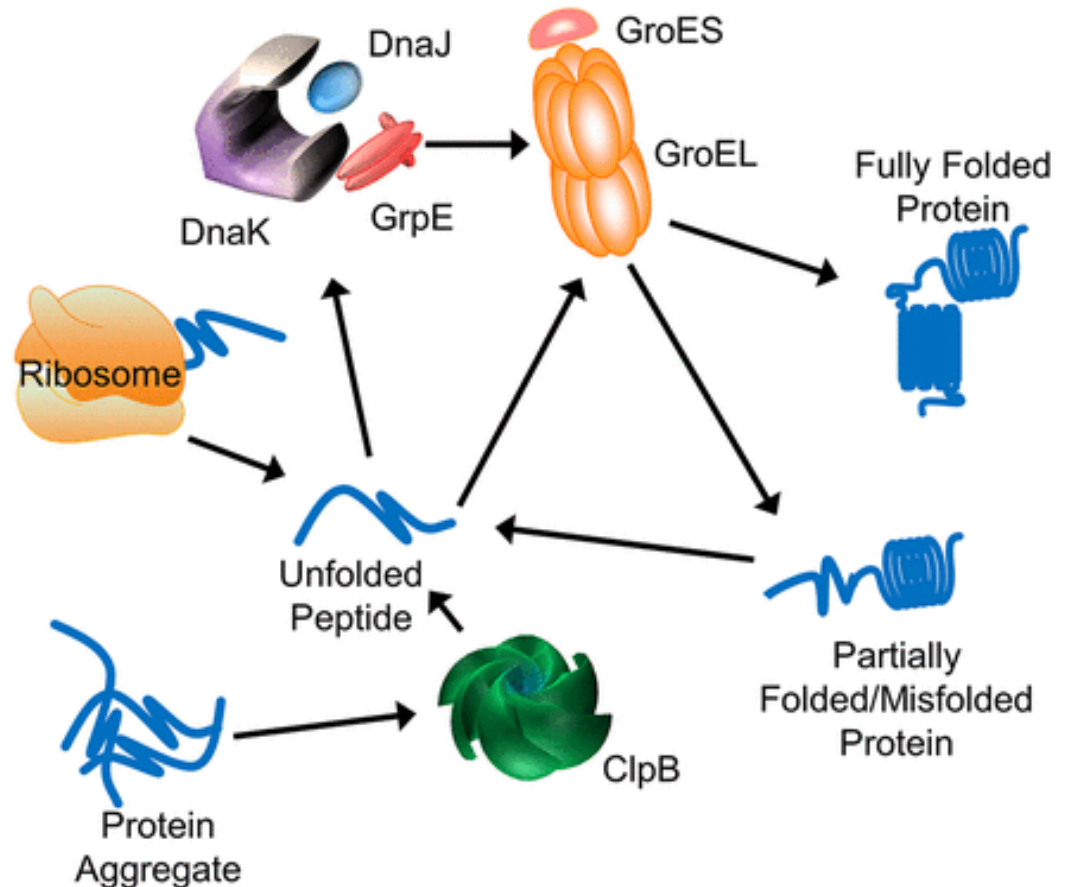 DnaJ
GroES
GroEL
GrpE
DnaK
Fully Folded
Protein
Ribosome
Unfolded
Peptide
Partially
Folded/Misfolded
Protein
ClpB
Protein
Aggregate